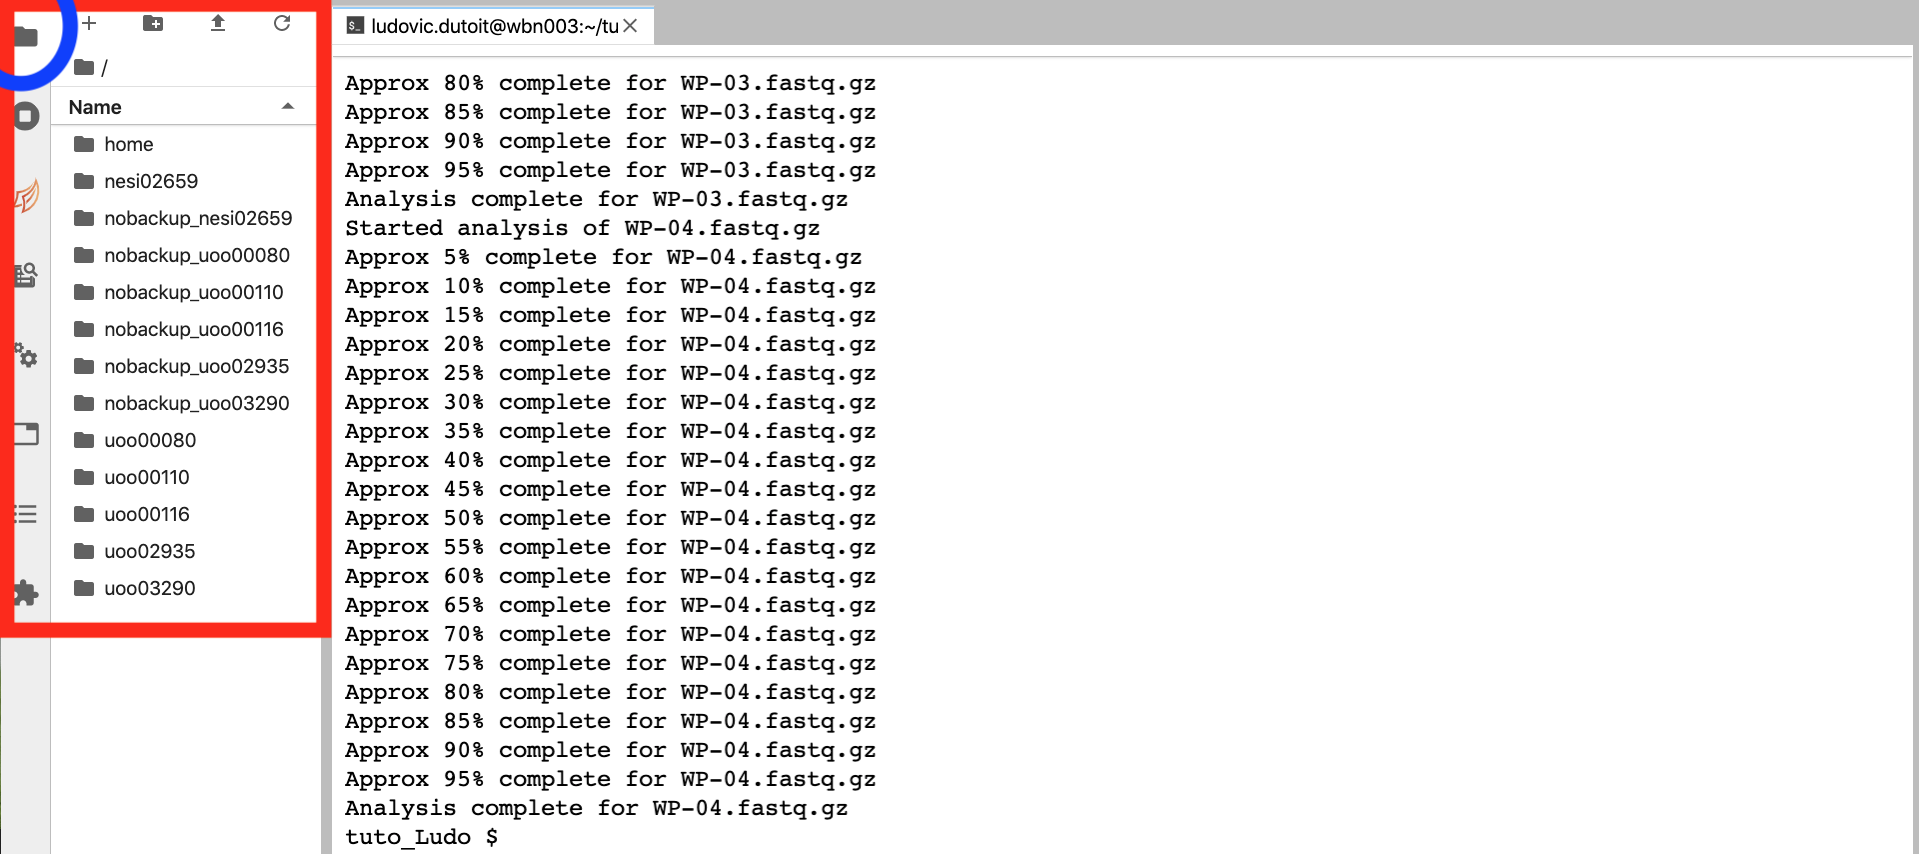 /
Name
home
nesi02659
nobackup_nesi02659
nobackup_uoo00080
nobackup_uoo00110
nobackup_uoo00116
nobackup_uoo02935
nobackup_uoo03290
uoo00080
uoo00110
uoo00116
uoo02935
uoo03290
$_ ludovic.dutoit@wbn003:~/tu
Approx 80% complete for WP-03.fastq.gz
Approx 85% complete for WP-03.fastq.gz
Approx 90% complete for WP-03.fastq.gz
Approx 95% complete for WP-03.fastq.gz
Analysis complete for WP-03.fastq.gz
Started analysis of WP-04.fastq.gz
Approx 5% complete for WP-04.fastq.gz
Approx 10% complete for WP-04.fastq.gz
Approx 15% complete for WP-04.fastq.gz
Approx 20% complete for WP-04.fastq.gz
Approx 25% complete for WP-04.fastq.gz
Approx 30% complete for WP-04.fastq.gz
Approx 35% complete for WP-04.fastq.gz
Approx 40% complete for WP-04.fastq.gz
Approx 45% complete for WP-04.fastq.gz
Approx 50% complete for WP-04.fastq.gz
Approx 55% complete for WP-04.fastq.gz
Approx 60% complete for WP-04.fastq.gz
Approx 65% complete for WP-04.fastq.gz
Approx 70% complete for WP-04.fastq.gz
Approx 75% complete for WP-04.fastq.gz
Approx 80% complete for WP-04.fastq.gz
Approx 85% complete for WP-04.fastq.gz
Approx 90% complete for WP-04.fastq.gz
Approx 95% complete for WP-04.fastq.gz
Analysis complete for WP-04.fastq.gz
tuto_Ludo $